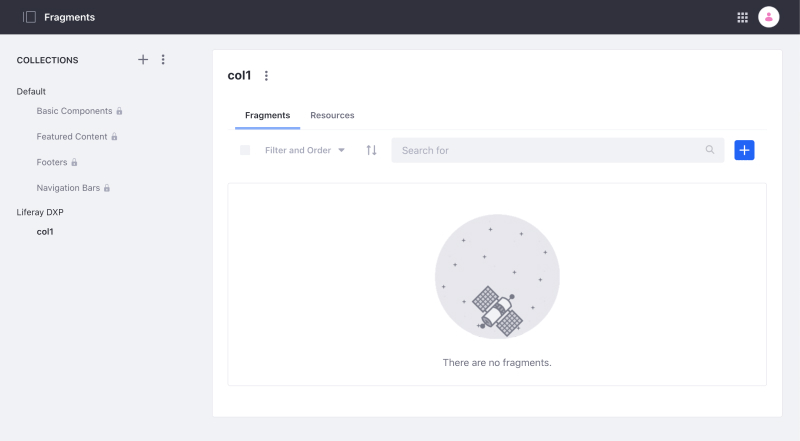 Fragments
COLLECTIONS
Default
Basic Components
Featured Content
Footers
Navigation Bars
Liferay DXP
col1
col1
Fragments Resources
Filter and Order Search for
There are no fragments.